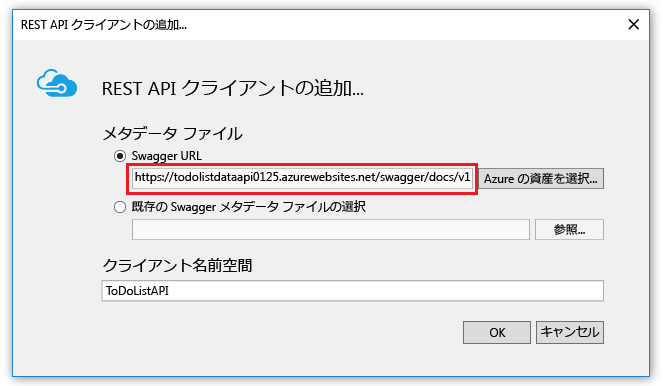 REST API クライアントの追加...
REST API クライアントの追加...
メタデータ ファイル
Swagger URL
https://todolistdataapi0125.azurewebsites.net/swagger/docs/v1
Azure の資産を選択...
既存の Swagger メタデータ ファイルの選択
参照...
クライアント名前空間
ToDoListAPI
OK
キャンセル